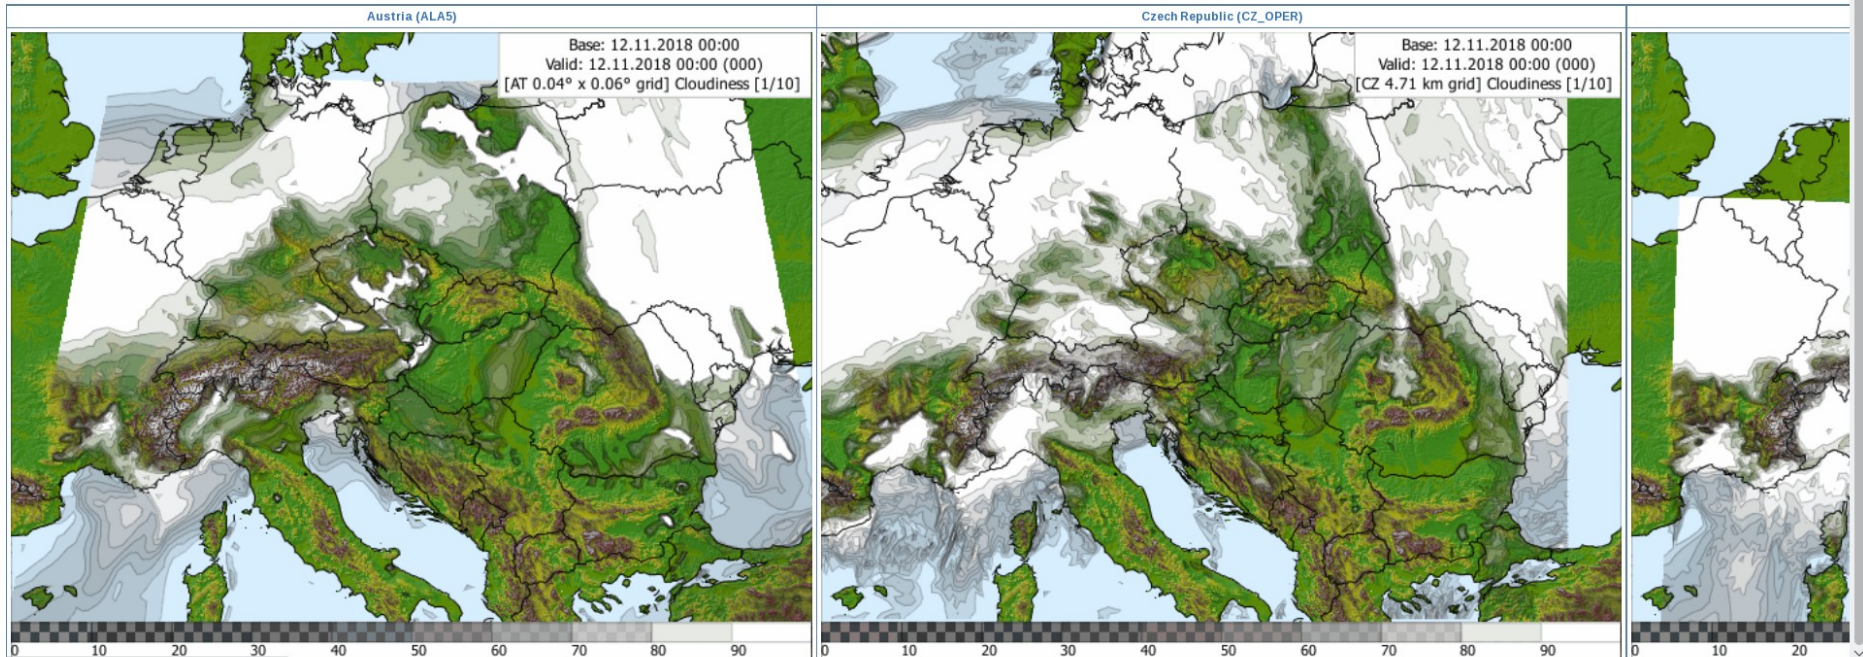 Austria (ALA5)
Czech Republic (CZ_OPER)
Base: 12.11.2018 00:00
Valid: 12.11.2018 00:00 (000)
[AT 0.04° x 0.06° grid] Cloudiness [1/10]
Base: 12.11.2018 00:00
Valid: 12.11.2018 00:00 (000)
[CZ 4.71 km grid] Cloudiness [1/10]
0 10 20 30 40 50 60 70 80 90
0 10 20 30 40 50 60 70 80 90
0 10 20